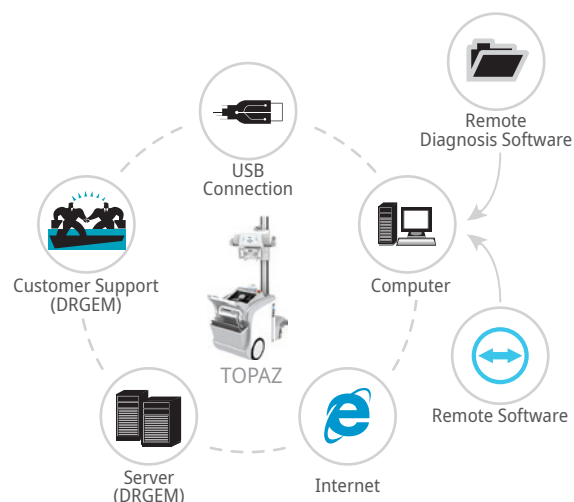 Remote
Diagnosis Software
USB
Connection
Customer Support
(DRGEM)
Computer
TOPAZ
Remote Software
Server
(DRGEM)
Internet